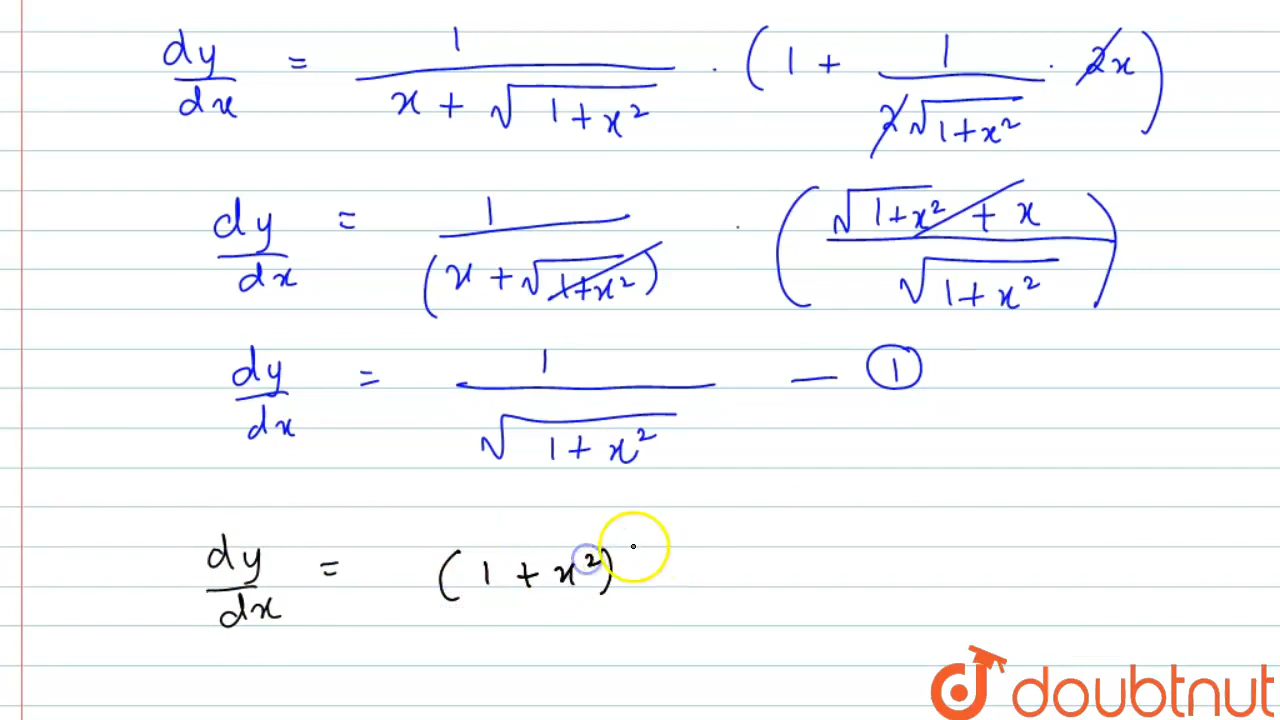 dy/dx = 1/(x + √(1+x²)) · (1 + 1/(2√(1+x²)) · 2x)
dy/dx = 1/(x + √(1+x²)) · ((√(1+x²) + x)/√(1+x²))
dy/dx = 1/√(1+x²) — ①
dy/dx = (1 + x²)
doubtnut